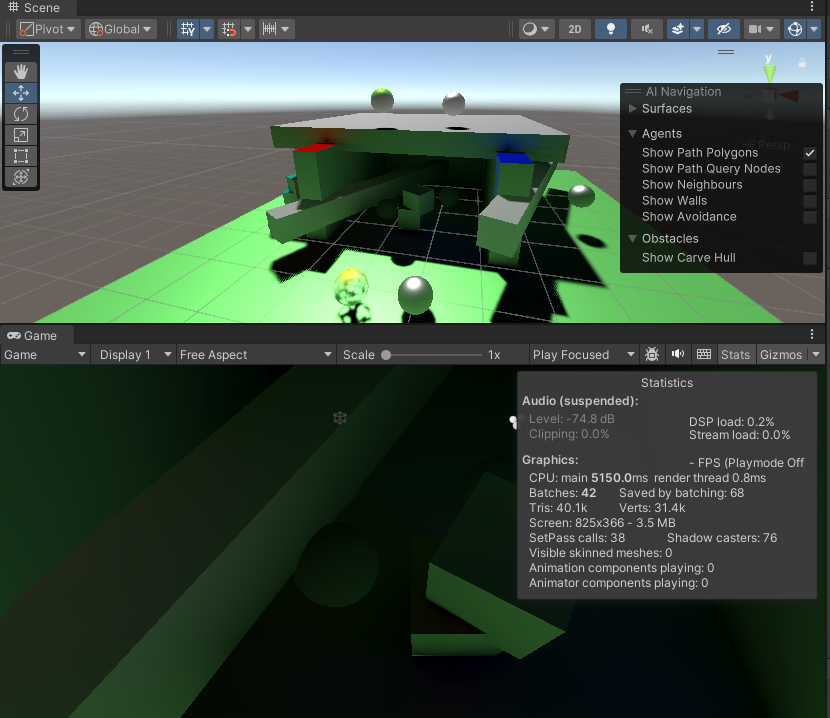 Scene
Pivot Global 2D
y
Persp
AI Navigation
Surfaces
Agents
Show Path Polygons
Show Path Query Nodes
Show Neighbours
Show Walls
Show Avoidance
Obstacles
Show Carve Hull
Game
Game Display 1 Free Aspect Scale 1x Play Focused Stats Gizmos
Statistics
Audio (suspended):
Level: -74.8 dB DSP load: 0.2%
Clipping: 0.0% Stream load: 0.0%
Graphics: - FPS (Playmode Off
CPU: main 5150.0ms render thread 0.8ms
Batches: 42 Saved by batching: 68
Tris: 40.1k Verts: 31.4k
Screen: 825x366 - 3.5 MB
SetPass calls: 38 Shadow casters: 76
Visible skinned meshes: 0
Animation components playing: 0
Animator components playing: 0